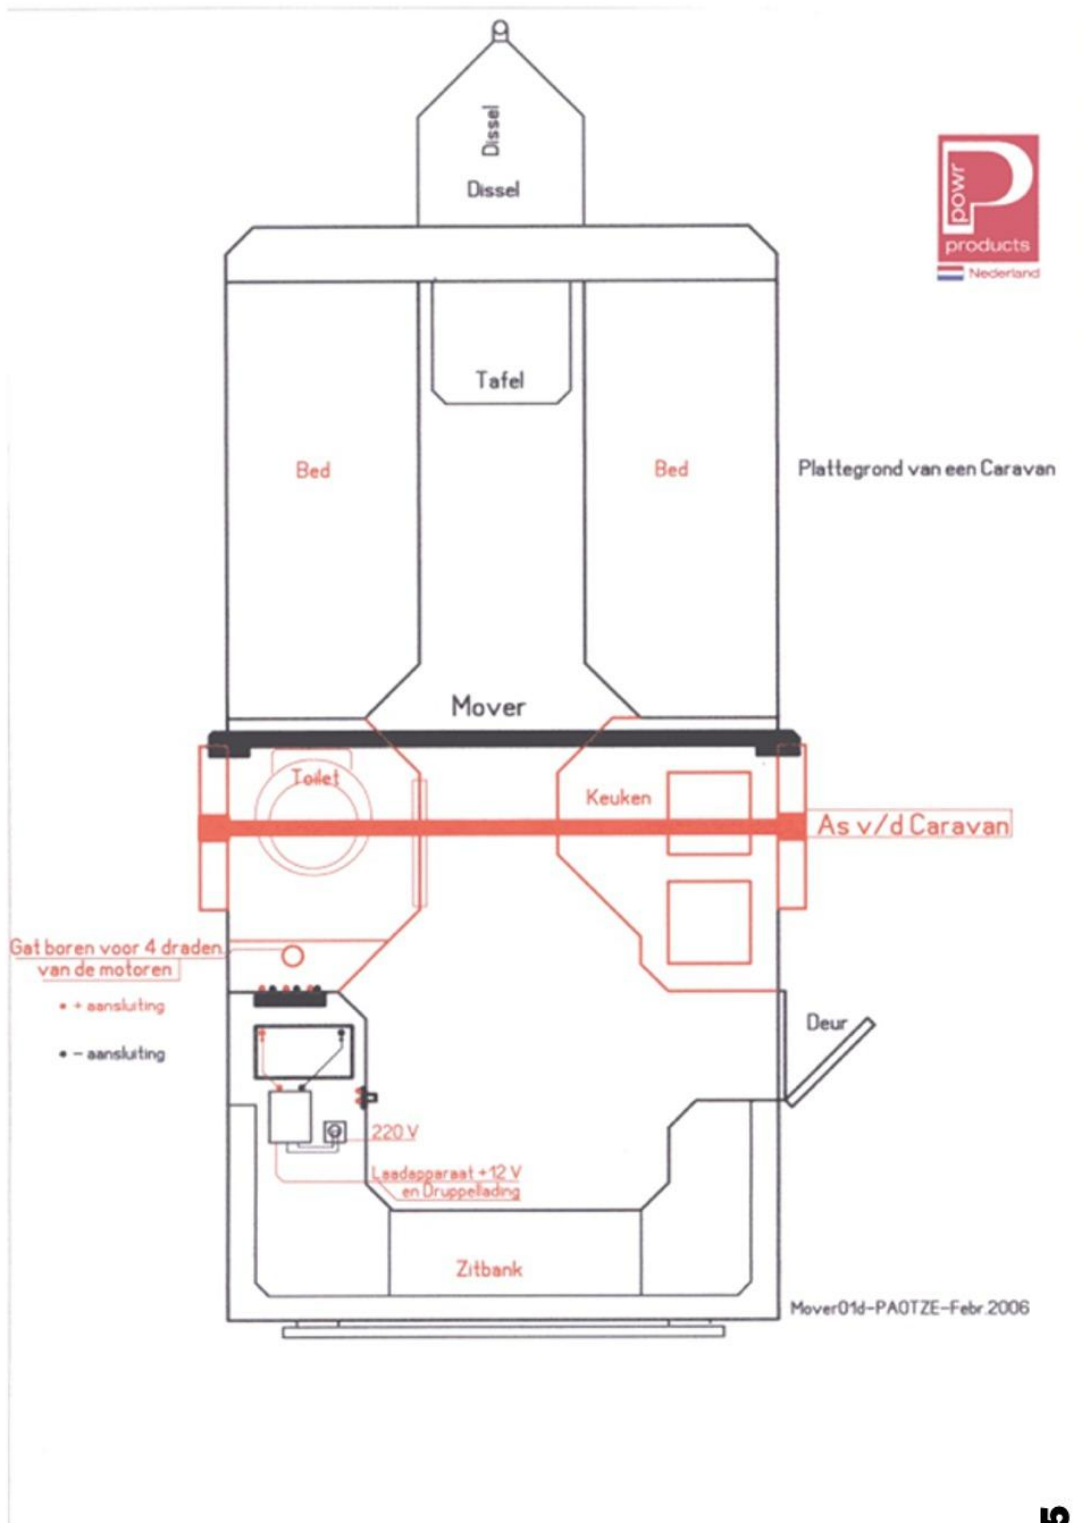 Dissel
Dissel
powr
products
Nederland
Tafel
Bed
Bed
Plattegrond van een Caravan
Mover
Toilet
Keuken
As v/d Caravan
Gat boren voor 4 draden
van de motoren
+ aansluiting
Deur
- aansluiting
220 V
Laadapparaat +12 V
en Druppellading
Zitbank
Mover01d-PA0TZE-Febr.2006
5